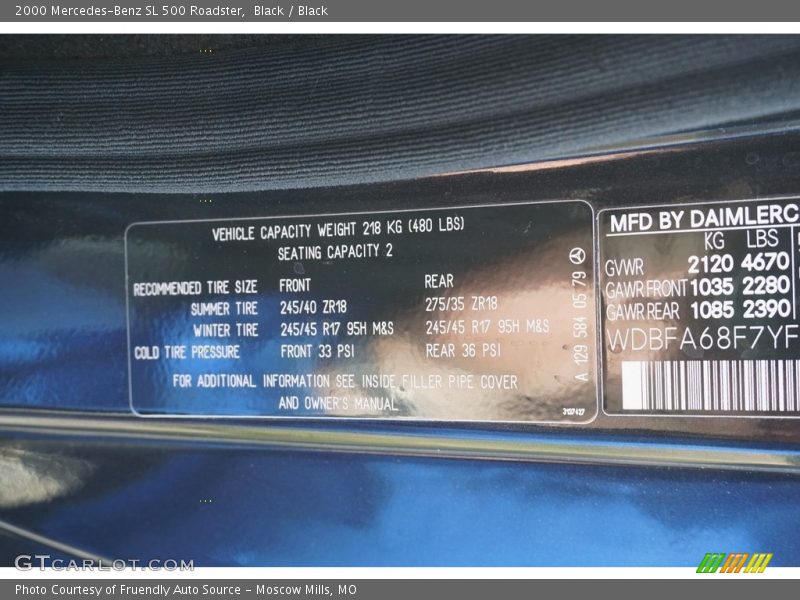 2000 Mercedes-Benz SL 500 Roadster, Black / Black
VEHICLE CAPACITY WEIGHT 218 KG (480 LBS)
SEATING CAPACITY 2
RECOMMENDED TIRE SIZE FRONT REAR
SUMMER TIRE 245/40 ZR18 275/35 ZR18
WINTER TIRE 245/45 R17 95H M&S 245/45 R17 95H M&S
COLD TIRE PRESSURE FRONT 33 PSI REAR 36 PSI
FOR ADDITIONAL INFORMATION SEE INSIDE FILLER PIPE COVER
AND OWNER'S MANUAL
A 129 584 05 79
MFD BY DAIMLERC
KG LBS
GVWR 2120 4670
GAWR FRONT 1035 2280
GAWR REAR 1085 2390
WDBFA68F7YF
GTCARLOT.COM
Photo Courtesy of Fruendly Auto Source - Moscow Mills, MO